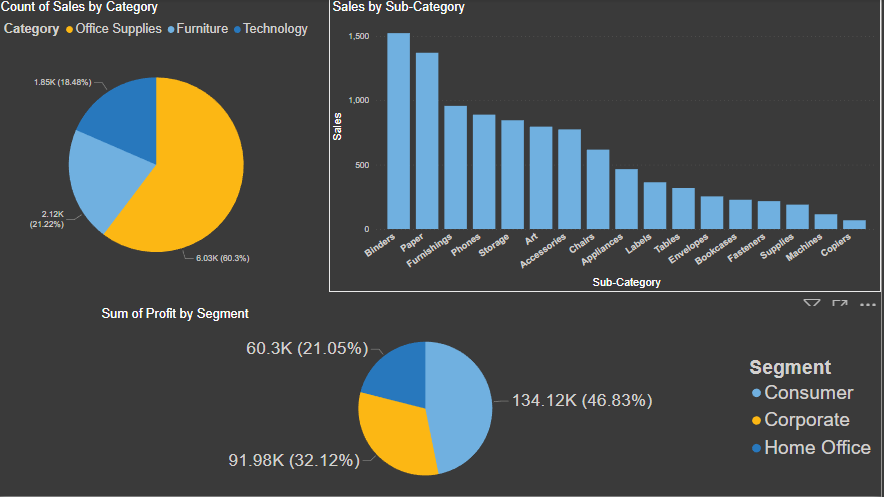 Count of Sales by Category
Category Office Supplies Furniture Technology
1.85K (18.48%)
2.12K
(21.22%)
6.03K (60.3%)
Sales by Sub-Category
Sales
1,500
1,000
500
0
Binders
Paper
Furnishings
Phones
Storage
Art
Accessories
Chairs
Appliances
Labels
Tables
Envelopes
Bookcases
Fasteners
Supplies
Machines
Copiers
Sub-Category
Sum of Profit by Segment
60.3K (21.05%)
134.12K (46.83%)
91.98K (32.12%)
Segment
Consumer
Corporate
Home Office